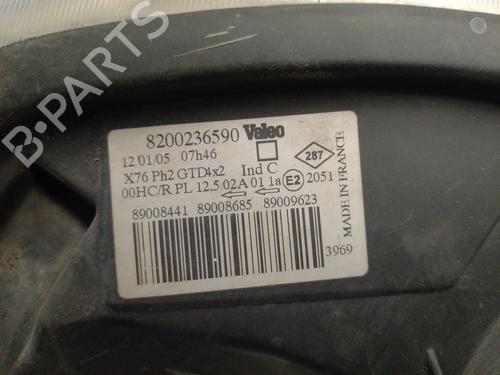 B-PARTS
8200236590 Valeo
12/01/05 07h46
X76 Ph2 GTD4x2 Ind C
287
00HC/R PL 12,5 02A 01 1a E2 2051
89008441 89008685 89009623
MADE IN FRANCE
3969